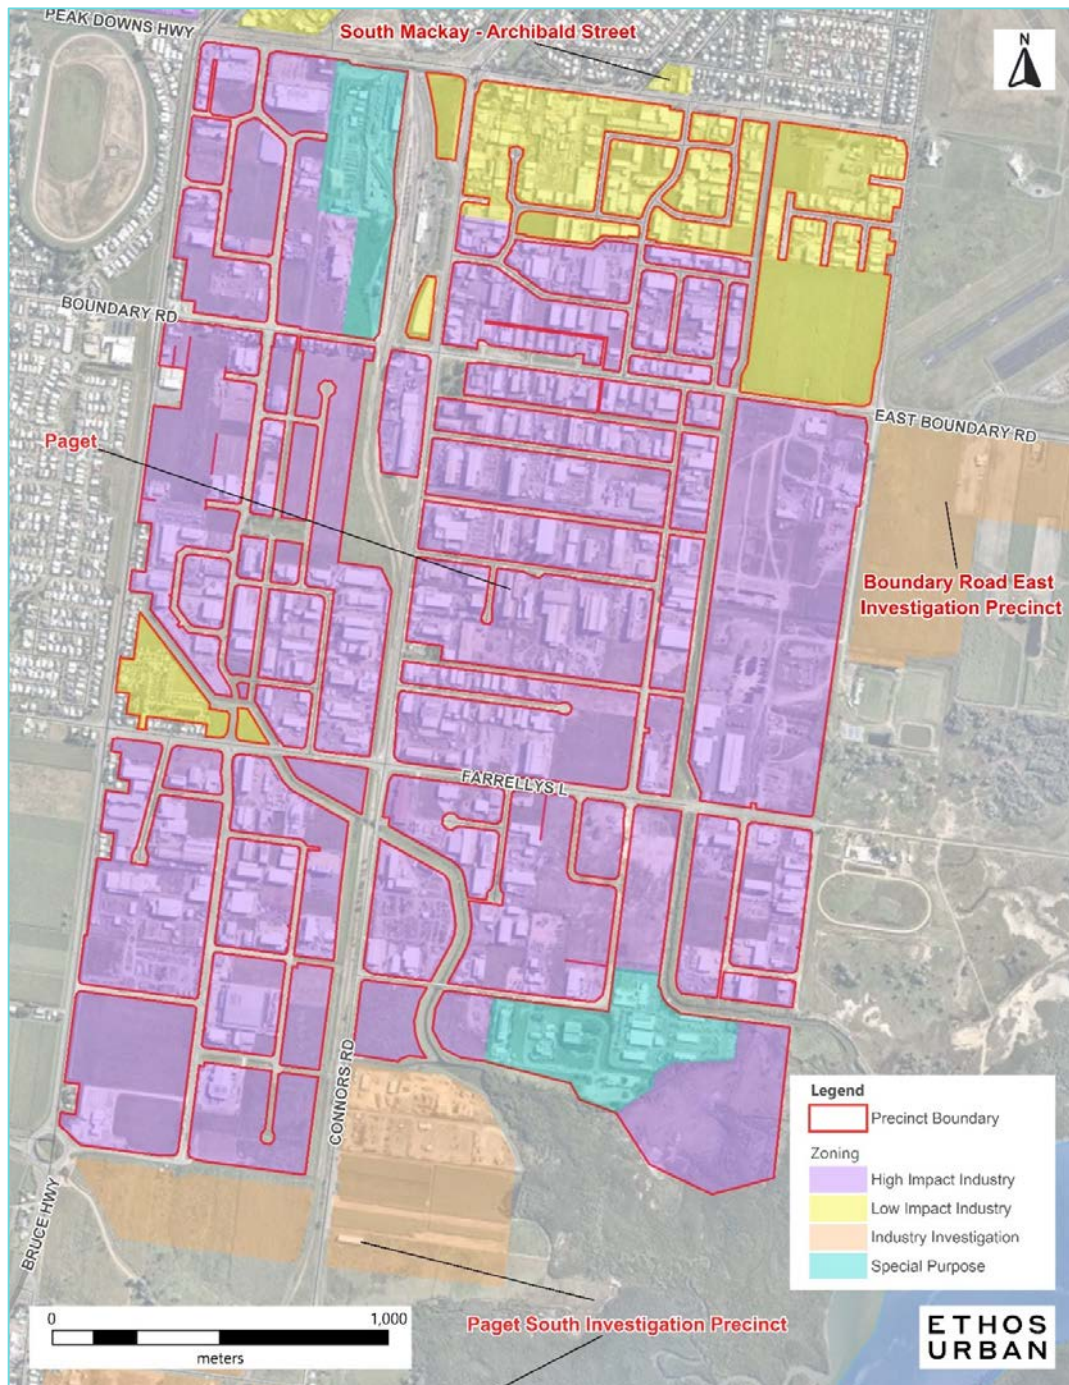 PEAK DOWNS HWY
South Mackay - Archibald Street
N
BOUNDARY RD
EAST BOUNDARY RD
Paget
Boundary Road East
Investigation Precinct
FARRELLYS L
CONNORS RD
BRUCE HWY
Legend
Precinct Boundary
Zoning
High Impact Industry
Low Impact Industry
Industry Investigation
Special Purpose
0 1,000
meters
Paget South Investigation Precinct
ETHOS
URBAN